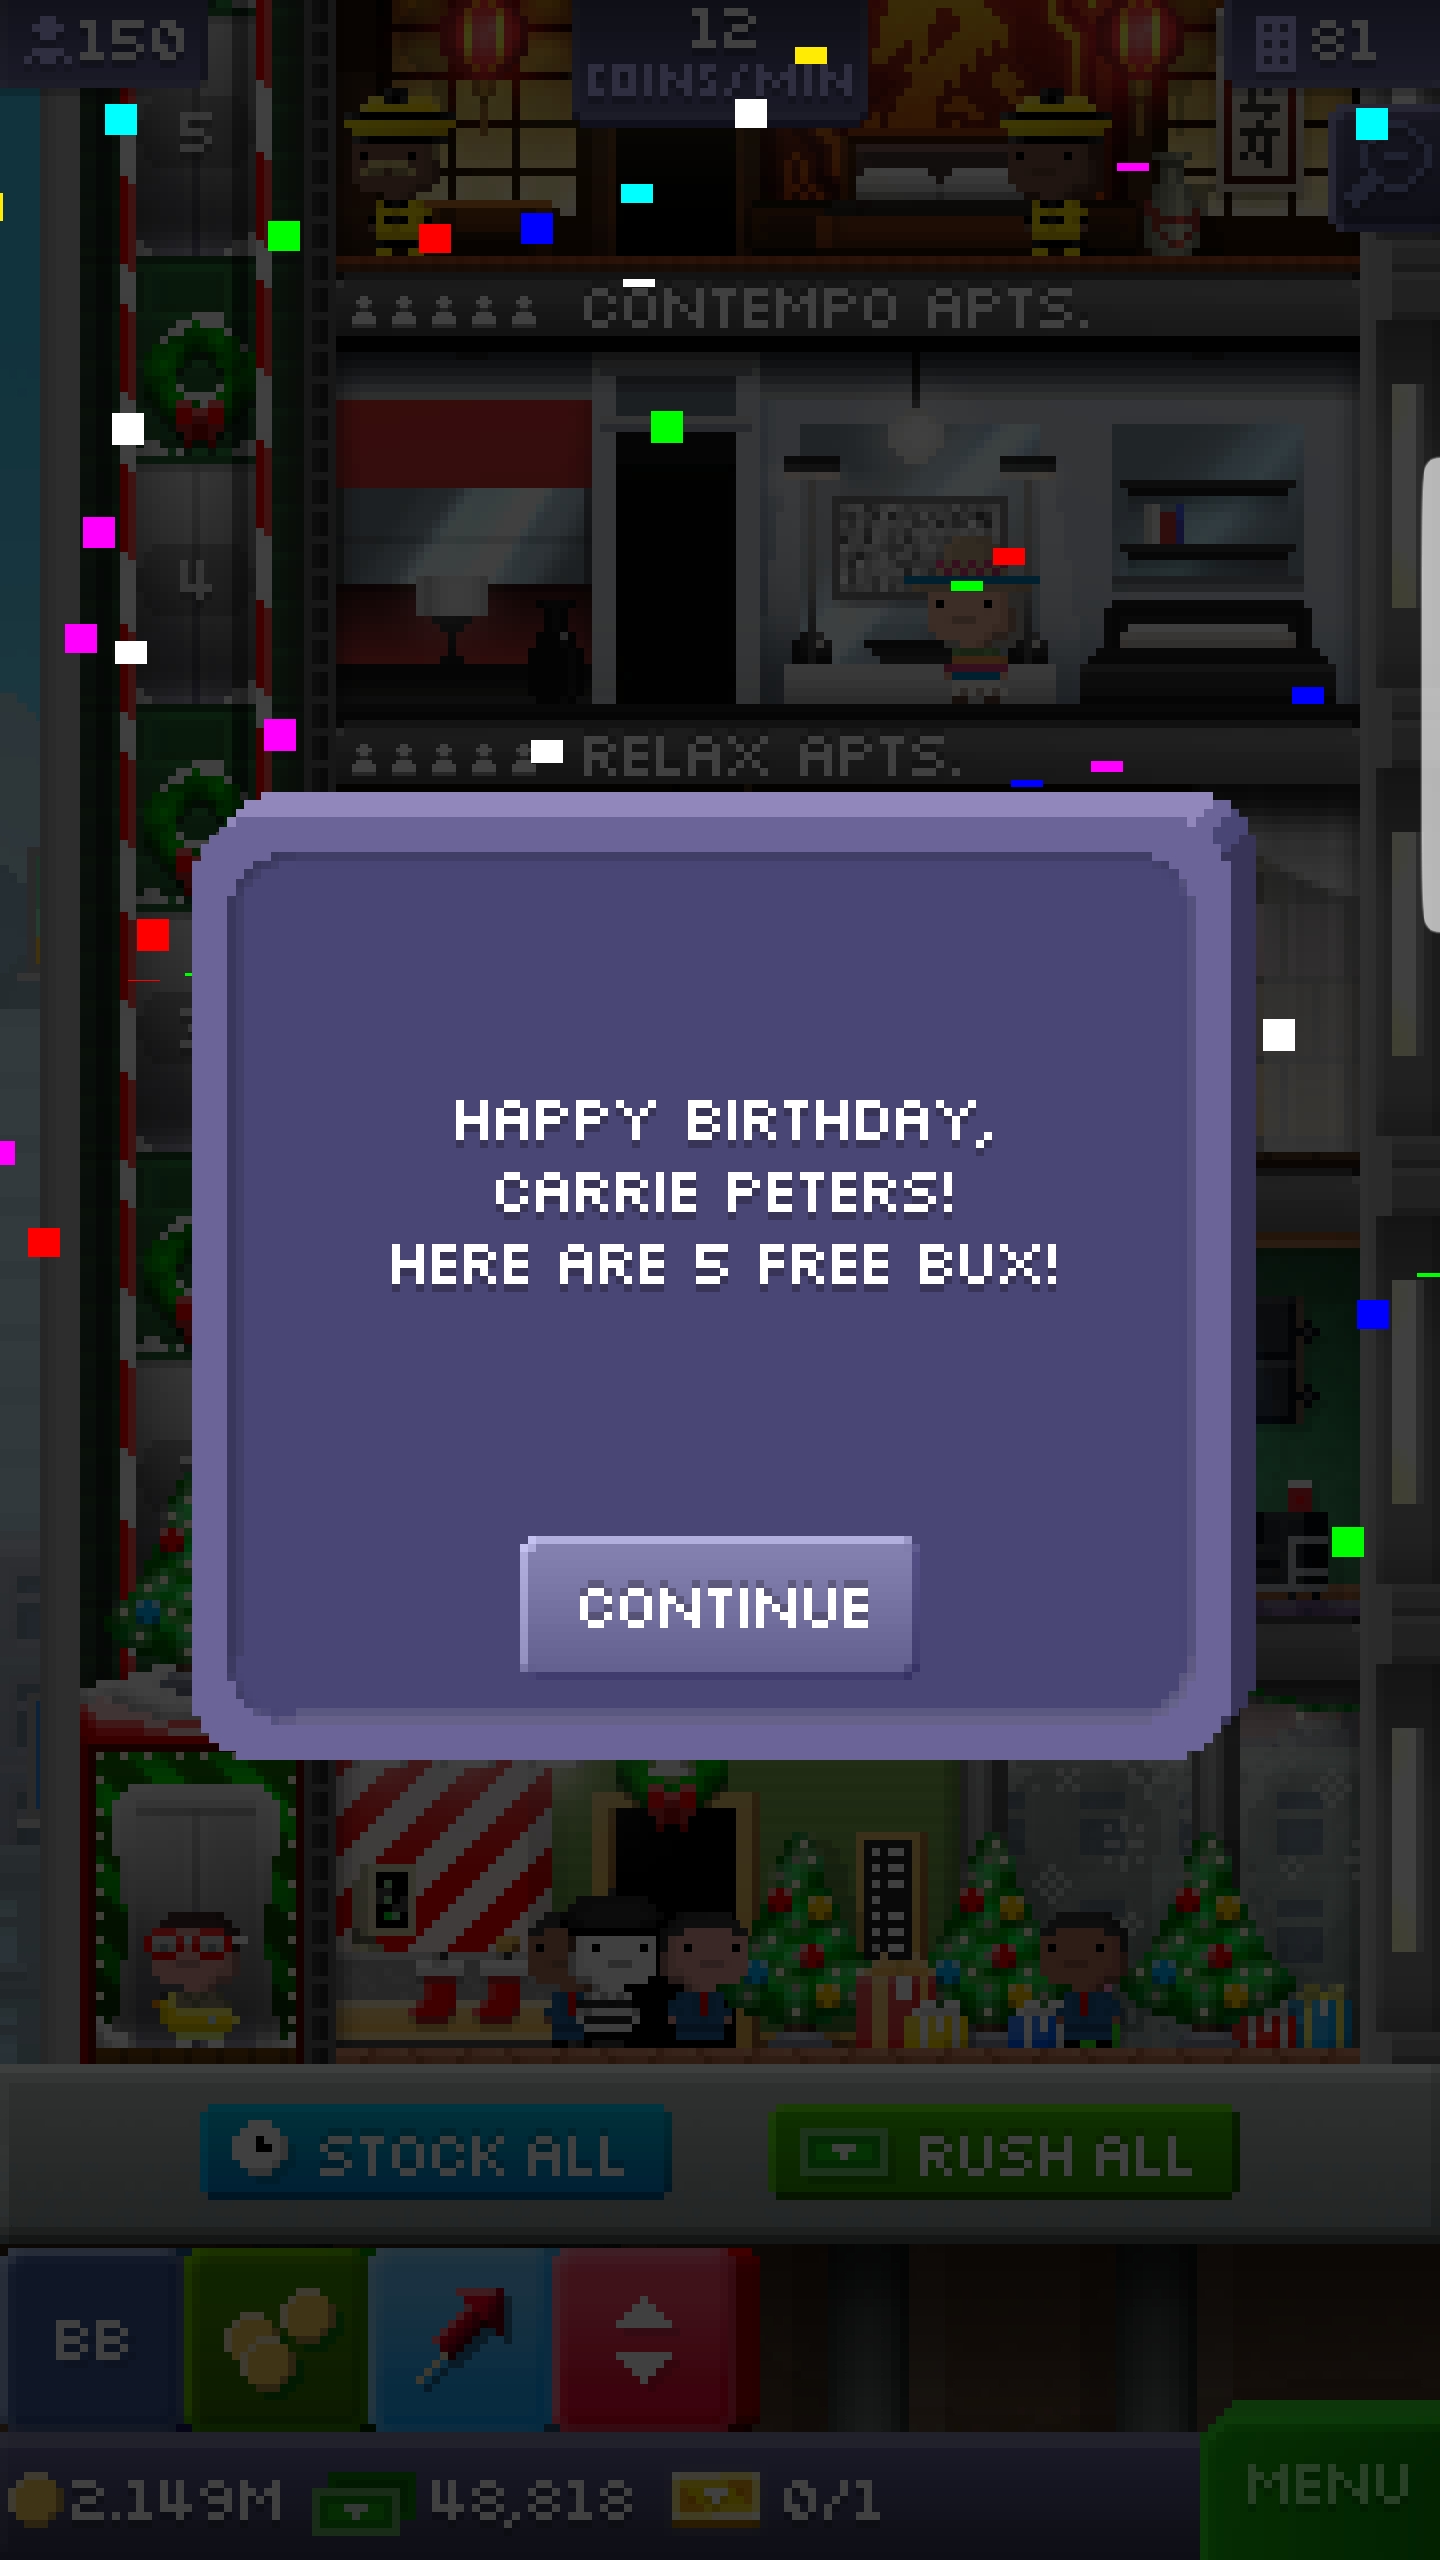 150
12
COINS/MIN
81
5
CONTEMPO APTS.
4
RELAX APTS.
HAPPY BIRTHDAY,
CARRIE PETERS!
HERE ARE 5 FREE BUX!
CONTINUE
STOCK ALL
RUSH ALL
BB
2.149M
48,818
0/1
MENU